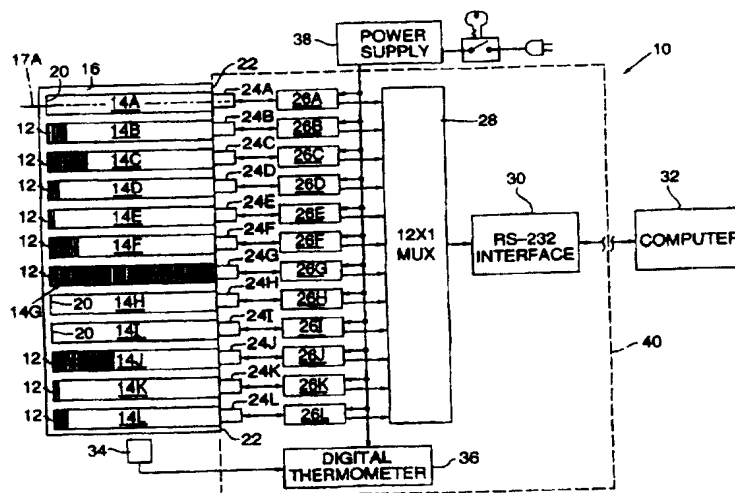 38
POWER
SUPPLY
10
17A
20
16
22
14A
24A
26A
28
12
14B
24B
26B
12
14C
24C
26C
12
14D
24D
26D
12
14E
24E
26E
12
14F
24F
26F
12
24G
26G
14G
20
14H
24H
26H
20
14I
24I
26I
12
14J
24J
26J
12
14K
24K
26K
12
14L
24L
26L
22
12X1
MUX
30
RS-232
INTERFACE
32
COMPUTER
40
34
DIGITAL
THERMOMETER
36